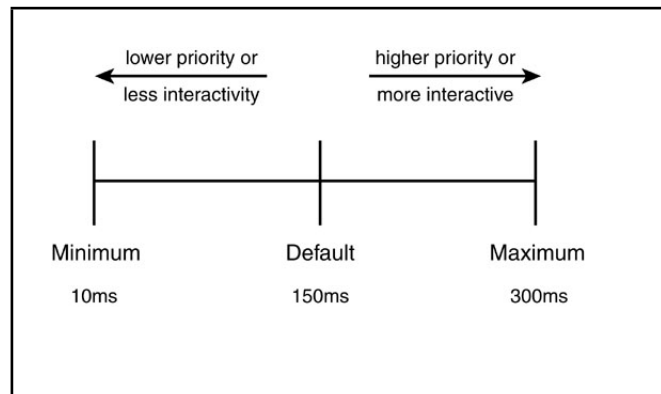 lower priority or
less interactivity
higher priority or
more interactive
Minimum
Default
Maximum
10ms
150ms
300ms